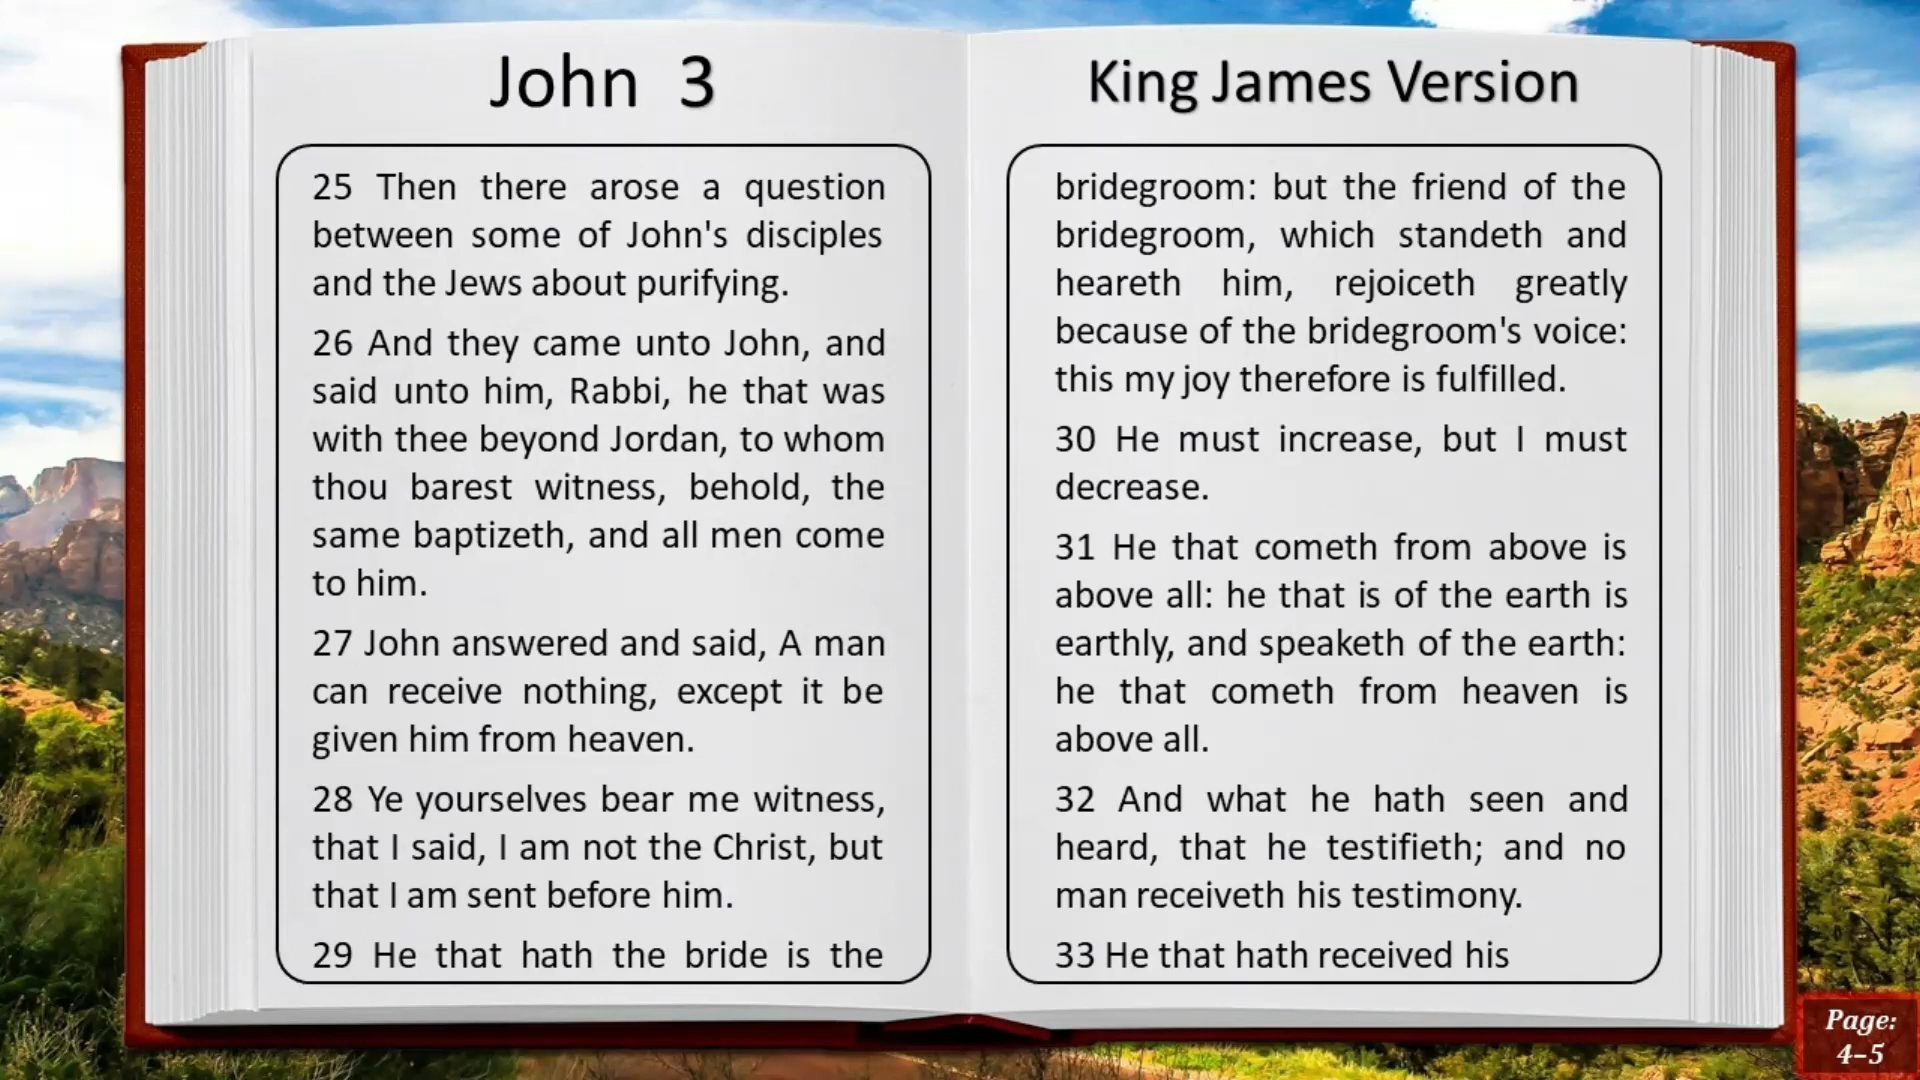 John 3
25 Then there arose a question
between some of John's disciples
and the Jews about purifying.
26 And they came unto John, and
said unto him, Rabbi, he that was
with thee beyond Jordan, to whom
thou barest witness, behold, the
same baptizeth, and all men come
to him.
27 John answered and said, A man
can receive nothing, except it be
given him from heaven.
28 Ye yourselves bear me witness,
that I said, I am not the Christ, but
that I am sent before him.
29 He that hath the bride is the
King James Version
bridegroom: but the friend of the
bridegroom, which standeth and
heareth him, rejoiceth greatly
because of the bridegroom's voice:
this my joy therefore is fulfilled.
30 He must increase, but I must
decrease.
31 He that cometh from above is
above all: he that is of the earth is
earthly, and speaketh of the earth:
he that cometh from heaven is
above all.
32 And what he hath seen and
heard, that he testifieth; and no
man receiveth his testimony.
33 He that hath received his
Page:
4–5